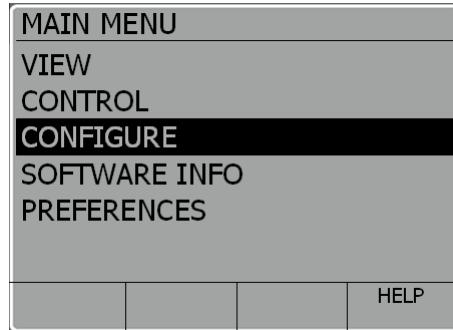 MAIN MENU
VIEW
CONTROL
CONFIGURE
SOFTWARE INFO
PREFERENCES
HELP